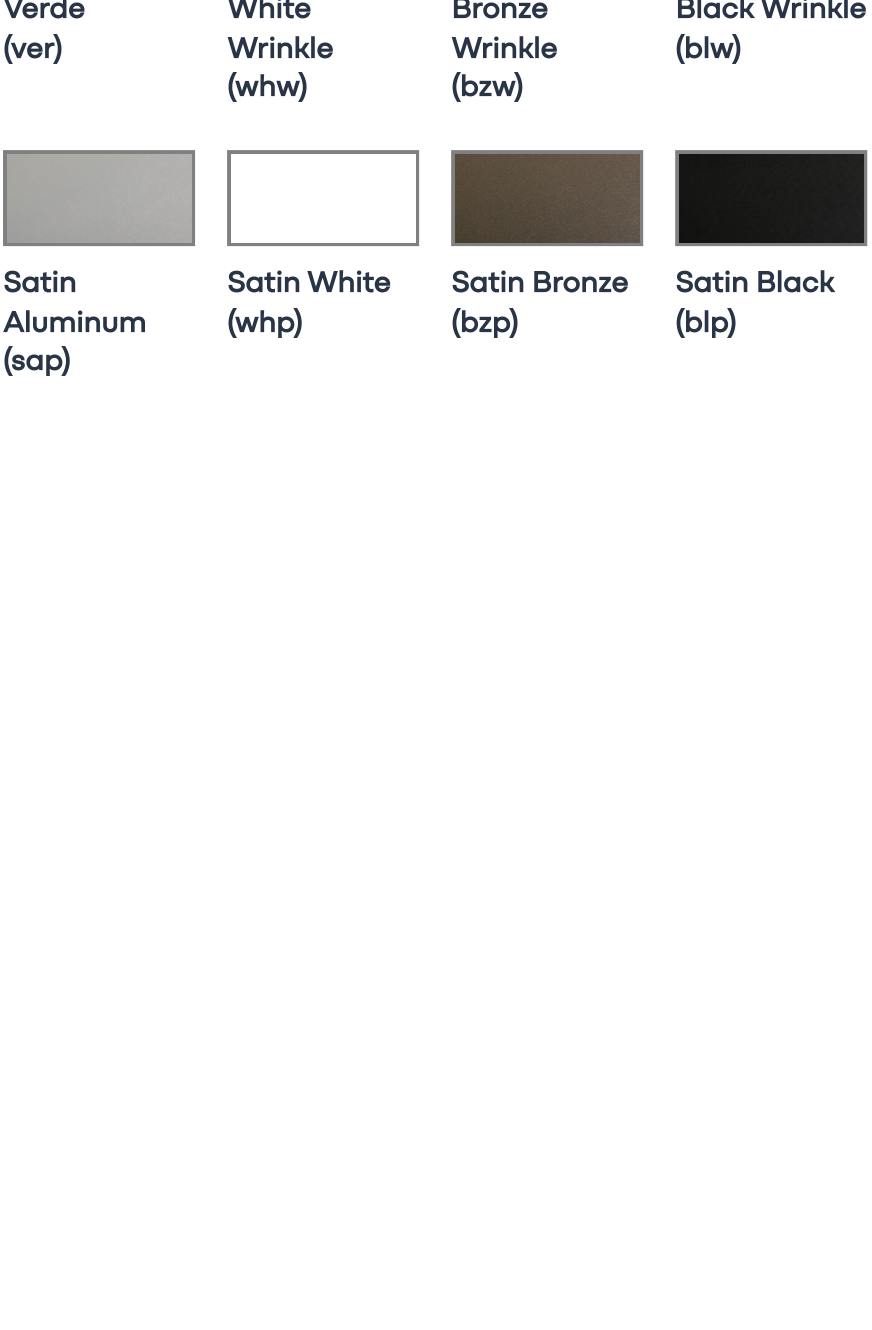 Verde
White
Bronze
Black Wrinkle
(ver)
Wrinkle
Wrinkle
(blw)
(whw)
(bzw)
Satin
Satin White
Satin Bronze
Satin Black
Aluminum
(whp)
(bzp)
(blp)
(sap)